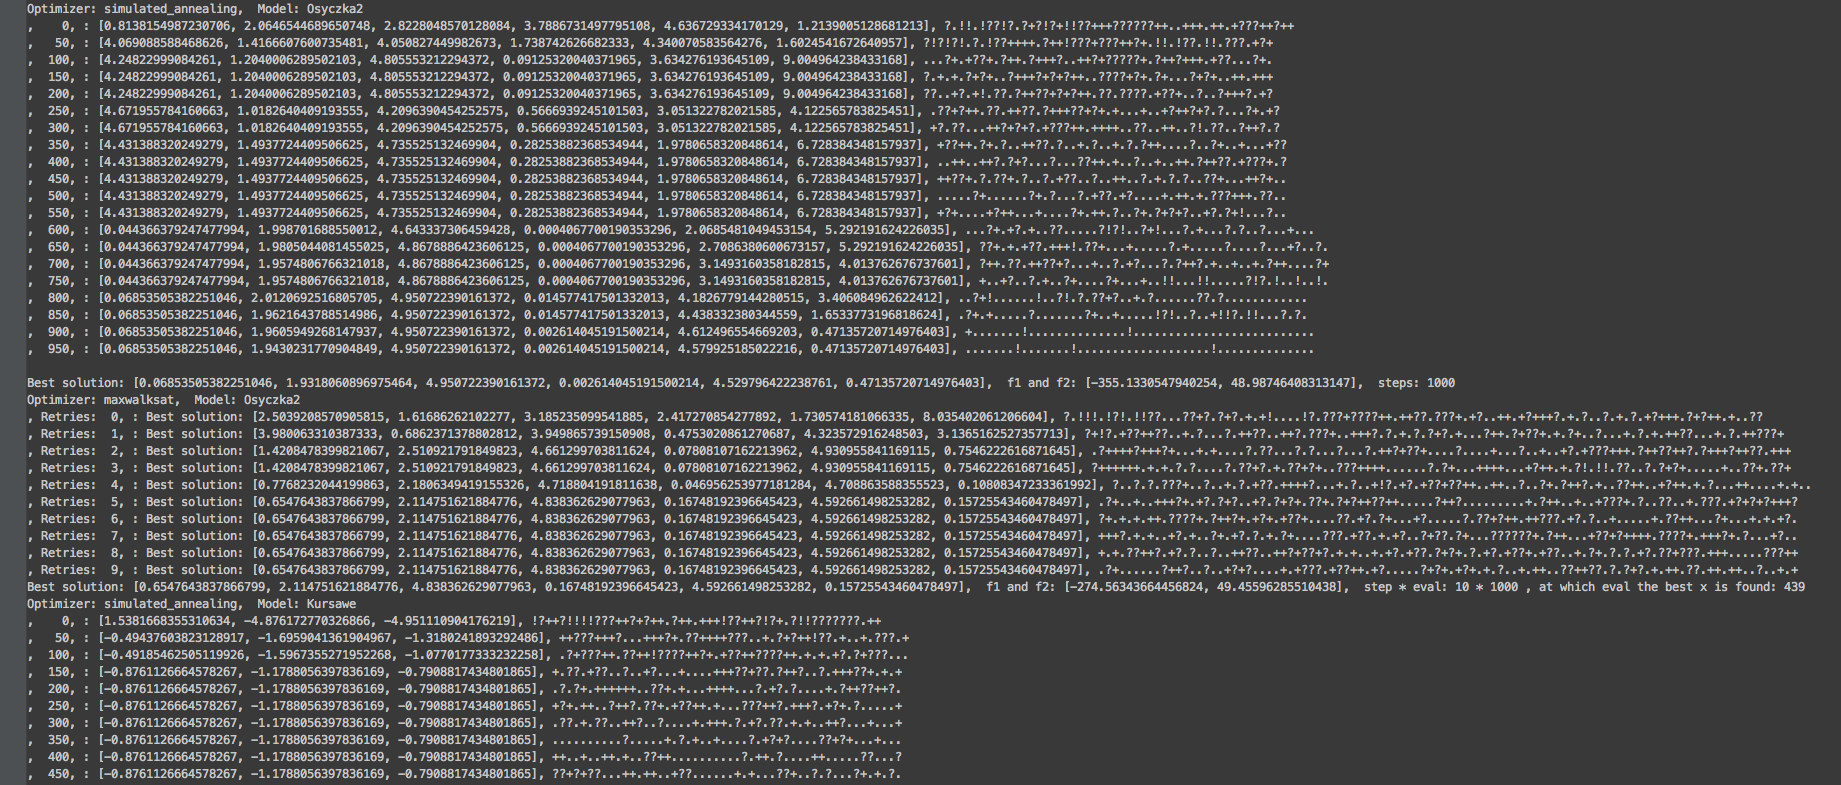 Optimizer: simulated_annealing,  Model: Osyczka2
,    0, : [0.8138154987230706, 2.0646544689650748, 2.8228048570128084, 3.7886731497795108, 4.636729334170129, 1.2139005128681213], ?.!!.!??!?.?+?!?+!!??+++??????++..+++.++.+???++?++
,   50, : [4.069088588468626, 1.4166607600735481, 4.050827449982673, 1.738742626682333, 4.340070583564276, 1.6024541672640957], ?!?!?!.?.!??++++.?++!???+???++?+.!!.!??.!!.???.+?+
,  100, : [4.24822999084261, 1.2040006289502103, 4.805553212294372, 0.09125320040371965, 3.634276193645109, 9.004964238433168], ...?+.+??+.?++.?+++?..++?+?????+.?++?+++.+??...?+.
,  150, : [4.24822999084261, 1.2040006289502103, 4.805553212294372, 0.09125320040371965, 3.634276193645109, 9.004964238433168], ?.+.+.?+?+.?..?+++?+?+?+?++..????+?+.?+...?+?+..++.+++
,  200, : [4.24822999084261, 1.2040006289502103, 4.805553212294372, 0.09125320040371965, 3.634276193645109, 9.004964238433168], ??..+?.+!.??.?++?+?+?++.??.????.+??+..?..?..?+++?.+?
,  250, : [4.671955784160663, 1.0182640409193555, 4.2096390454252575, 0.5666939245101503, 3.051322782021585, 4.122565783825451], .??+?++.??.++??.?+++??+?+.+...+..+?++?+?.?...?+.+?
,  300, : [4.671955784160663, 1.0182640409193555, 4.2096390454252575, 0.5666939245101503, 3.051322782021585, 4.122565783825451], +?.??...++?+?+?.+???++.++++..??..++..?!.??..?++?.?
,  350, : [4.431388320249279, 1.4937724409506625, 4.735525132469904, 0.28253882368534944, 1.9780658320848614, 6.728384348157937], +??++.?+.?+?..++??.?...?..+.?.+?.?++....?..?+..+...+??
,  400, : [4.431388320249279, 1.4937724409506625, 4.735525132469904, 0.28253882368534944, 1.9780658320848614, 6.728384348157937], ..++..++?.?+?...?...??++.+.+..?+..++.?++??.+???+.?
,  450, : [4.431388320249279, 1.4937724409506625, 4.735525132469904, 0.28253882368534944, 1.9780658320848614, 6.728384348157937], ++??+.?.??+.?..?.+??..?..++..?.+.?.?..??+...++?+..
,  500, : [4.431388320249279, 1.4937724409506625, 4.735525132469904, 0.28253882368534944, 1.9780658320848614, 6.728384348157937], .....?+......?...?.+??.+?....+.++.+.???+++.??..
,  550, : [4.431388320249279, 1.4937724409506625, 4.735525132469904, 0.28253882368534944, 1.9780658320848614, 6.728384348157937], +?+....+?++....?+.++.?..?+.?+?+?..+?.?+!...?..
,  600, : [0.044366379247477994, 1.998701688550012, 4.643337306459428, 0.0004067700190353296, 2.0685481049453154, 5.292191624226035], ...?+.+?.+..??.....?!?!..?+!...?.+...?.?..?...+...
,  650, : [0.044366379247477994, 1.9805044081455025, 4.8678886423606125, 0.0004067700190353296, 2.7086380600673157, 5.292191624226035], ??+.+.+??.+++!.??+...+....?.+.....?....?...+?..?.
,  700, : [0.044366379247477994, 1.9574806766321018, 4.8678886423606125, 0.0004067700190353296, 3.1493160358182815, 4.013762676737601], ?++.??.++??+?...+..?.+?...?.?++?.+..+.?++....?+
,  750, : [0.044366379247477994, 1.9574806766321018, 4.8678886423606125, 0.0004067700190353296, 3.1493160358182815, 4.013762676737601], +..+?..?.+..?+....?+...+..!!...!!.....?!?.!..!..!.
,  800, : [0.06853505382251046, 2.0120692516805705, 4.950722390161372, 0.014577417501332013, 4.1826779144280515, 3.406084962622412], ..?+!......!..?!.?.??+?..+.?......??.?............
,  850, : [0.06853505382251046, 1.9621643788514986, 4.950722390161372, 0.014577417501332013, 4.438332380344559, 1.6533773196818624], .?+.+.....?.......?+..+.....!?!..?..+!!?.!!...?.?.
,  900, : [0.06853505382251046, 1.9605949268147937, 4.950722390161372, 0.002614045191500214, 4.612496554669203, 0.47135720714976403], +.......!..............!..........................
,  950, : [0.06853505382251046, 1.9430231770904849, 4.950722390161372, 0.002614045191500214, 4.579925185022216, 0.47135720714976403], .......!.......!...................!..............
Best solution: [0.06853505382251046, 1.9318060896975464, 4.950722390161372, 0.002614045191500214, 4.529796422238761, 0.47135720714976403],  f1 and f2: [-355.1330547940254, 48.98746408313147],  steps: 1000
Optimizer: maxwalksat,  Model: Osyczka2
, Retries:  0, : Best solution: [2.5039208570905815, 1.61686262102277, 3.185235099541885, 2.417270854277892, 1.730574181066335, 8.035402061206604],
, Retries:  1, : Best solution: [3.980063310387333, 0.6862371378802812, 3.949865739150908, 0.4753020861270687, 4.323572916248503, 3.1365162527357713],
, Retries:  2, : Best solution: [1.4208478399821067, 2.510921791849823, 4.661299703811624, 0.07808107162213962, 4.930955841169115, 0.7546222616871645],
, Retries:  3, : Best solution: [1.4208478399821067, 2.510921791849823, 4.661299703811624, 0.07808107162213962, 4.930955841169115, 0.7546222616871645],
, Retries:  4, : Best solution: [0.7768232044199863, 2.1806349419155326, 4.718804191811638, 0.046956253977181284, 4.708863588355523, 0.10808347233361992],
, Retries:  5, : Best solution: [0.6547643837866799, 2.114751621884776, 4.838362629077963, 0.16748192396645423, 4.592661498253282, 0.15725543460478497],
, Retries:  6, : Best solution: [0.6547643837866799, 2.114751621884776, 4.838362629077963, 0.16748192396645423, 4.592661498253282, 0.15725543460478497],
, Retries:  7, : Best solution: [0.6547643837866799, 2.114751621884776, 4.838362629077963, 0.16748192396645423, 4.592661498253282, 0.15725543460478497],
, Retries:  8, : Best solution: [0.6547643837866799, 2.114751621884776, 4.838362629077963, 0.16748192396645423, 4.592661498253282, 0.15725543460478497],
, Retries:  9, : Best solution: [0.6547643837866799, 2.114751621884776, 4.838362629077963, 0.16748192396645423, 4.592661498253282, 0.15725543460478497],
Best solution: [0.6547643837866799, 2.114751621884776, 4.838362629077963, 0.16748192396645423, 4.592661498253282, 0.15725543460478497],  f1 and f2: [-274.56343664456824, 49.45596285510438],  step * eval: 10 * 1000 , at which eval the best x is found: 439
Optimizer: simulated_annealing,  Model: Kursawe
,    0, : [1.5381668355310634, -4.876172770326866, -4.951110904176219], !?++?!!!!???++?+?++.?++.+++!??++?!?+.?!!???????.++
,   50, : [-0.49437603823128917, -1.6959041361904967, -1.3180241893292486], ++???+++?...+++?+.??++++???..?.+?+?++!??.+..+.???.+
,  100, : [-0.49185462505119926, -1.5967355271952268, -1.0770177333232258], .?+???++.??++!????++?+.+??++????++.+.+.+?.?+???...
,  150, : [-0.8761126664578267, -1.1788056397836169, -0.7908817434801865], +.??.+??..?..+?...+....+++??+??.?++?..?.+++??+.+.+
,  200, : [-0.8761126664578267, -1.1788056397836169, -0.7908817434801865], .?.?+.++++++..??+.+...++++...?.+.?....+.?++??++?.
,  250, : [-0.8761126664578267, -1.1788056397836169, -0.7908817434801865], +?+.++..?++?.??+.+??++.+...???++?.+++?.+?+.?.....+
,  300, : [-0.8761126664578267, -1.1788056397836169, -0.7908817434801865], .??.+.??..++?..?....+.+++.?.+?.??.+?.+..++?...+...+
,  350, : [-0.8761126664578267, -1.1788056397836169, -0.7908817434801865], ..........?.....+.?.+..+....?.+?+?....??+?+...+...
,  400, : [-0.8761126664578267, -1.1788056397836169, -0.7908817434801865], ++..+..++.+..??++..........?.++.?....++.....??...?
,  450, : [-0.8761126664578267, -1.1788056397836169, -0.7908817434801865], ??+?+??...++.++..+??......+.+...??+..?.?...?+.+.?.